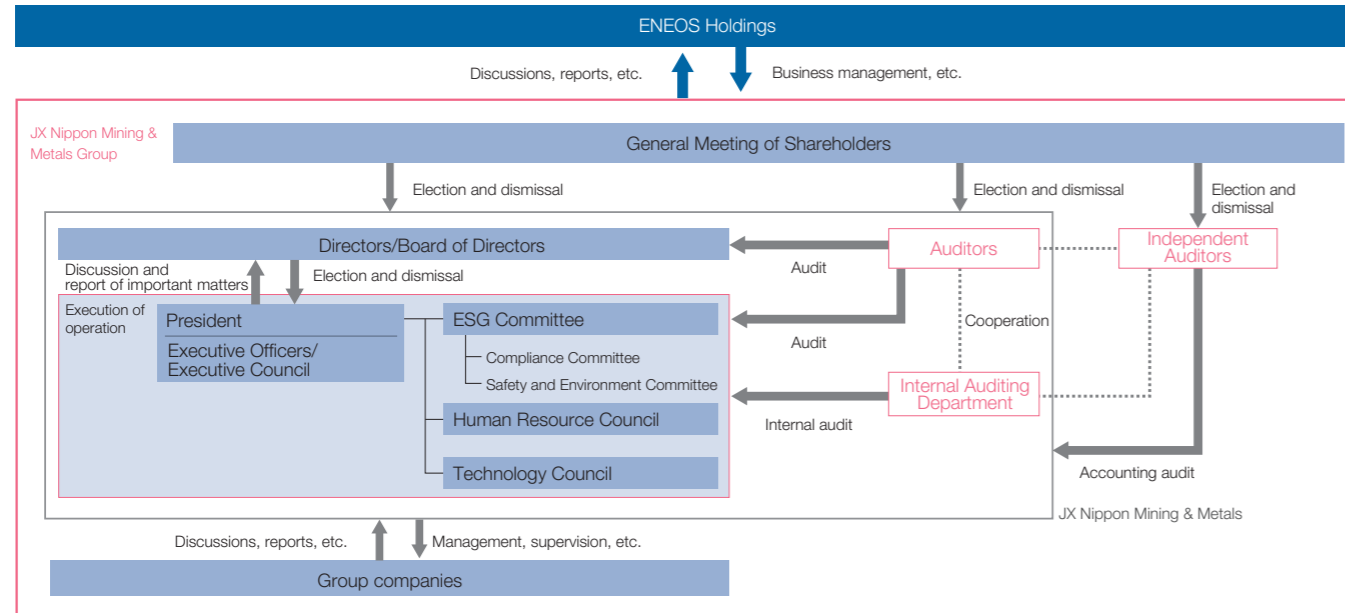 ENEOS Holdings
Discussions, reports, etc.
Business management, etc.
JX Nippon Mining &
Metals Group
General Meeting of Shareholders
Election and dismissal
Election and dismissal
Election and
dismissal
Directors/Board of Directors
Audit
Auditors
Independent
Auditors
Discussion and
report of important matters
Election and dismissal
Execution of
operation
President
Executive Officers/
Executive Council
ESG Committee
Compliance Committee
Safety and Environment Committee
Human Resource Council
Technology Council
Audit
Cooperation
Internal Auditing
Department
Internal audit
Accounting audit
JX Nippon Mining & Metals
Discussions, reports, etc.
Management, supervision, etc.
Group companies